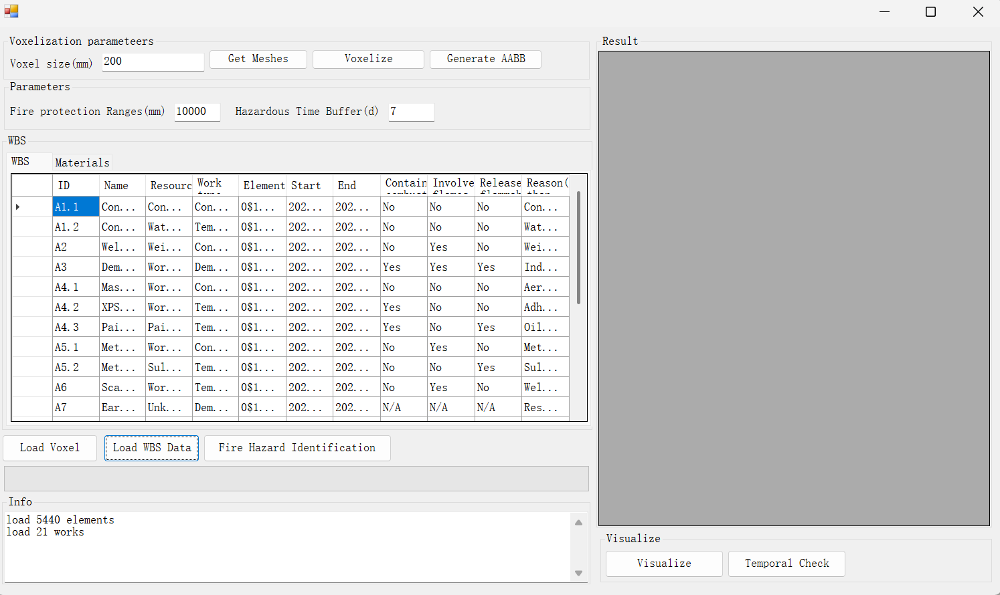 Voxelization parameteers
Voxel size(mm) 200 Get Meshes Voxelize Generate AABB
Parameters
Fire protection Ranges(mm) 10000 Hazardous Time Buffer(d) 7
WBS
WBS Materials
ID Name Resourc Work Element Start End Contain Involve Release Reason(
A1.1 Con... Con... Con... 0$1... 202... 202... No No No Con...
A1.2 Con... Wat... Tem... 0$1... 202... 202... No No No Wat...
A2 Wel... Wei... Con... 0$1... 202... 202... No Yes No Wei...
A3 Dem... Wor... Dem... 0$1... 202... 202... Yes Yes Yes Ind...
A4.1 Mas... Wor... Con... 0$1... 202... 202... No No No Aer...
A4.2 XPS... Wor... Tem... 0$1... 202... 202... Yes No No Adh...
A4.3 Pai... Pai... Tem... 0$1... 202... 202... Yes No Yes Oil...
A5.1 Met... Wor... Con... 0$1... 202... 202... No Yes No Met...
A5.2 Met... Sul... Tem... 0$1... 202... 202... No No Yes Sul...
A6 Sca... Wor... Tem... 0$1... 202... 202... No Yes No Wel...
A7 Ear... Unk... Dem... 0$1... 202... 202... N/A N/A N/A Res...
Load Voxel Load WBS Data Fire Hazard Identification
Info
load 5440 elements
load 21 works
Result
Visualize
Visualize Temporal Check